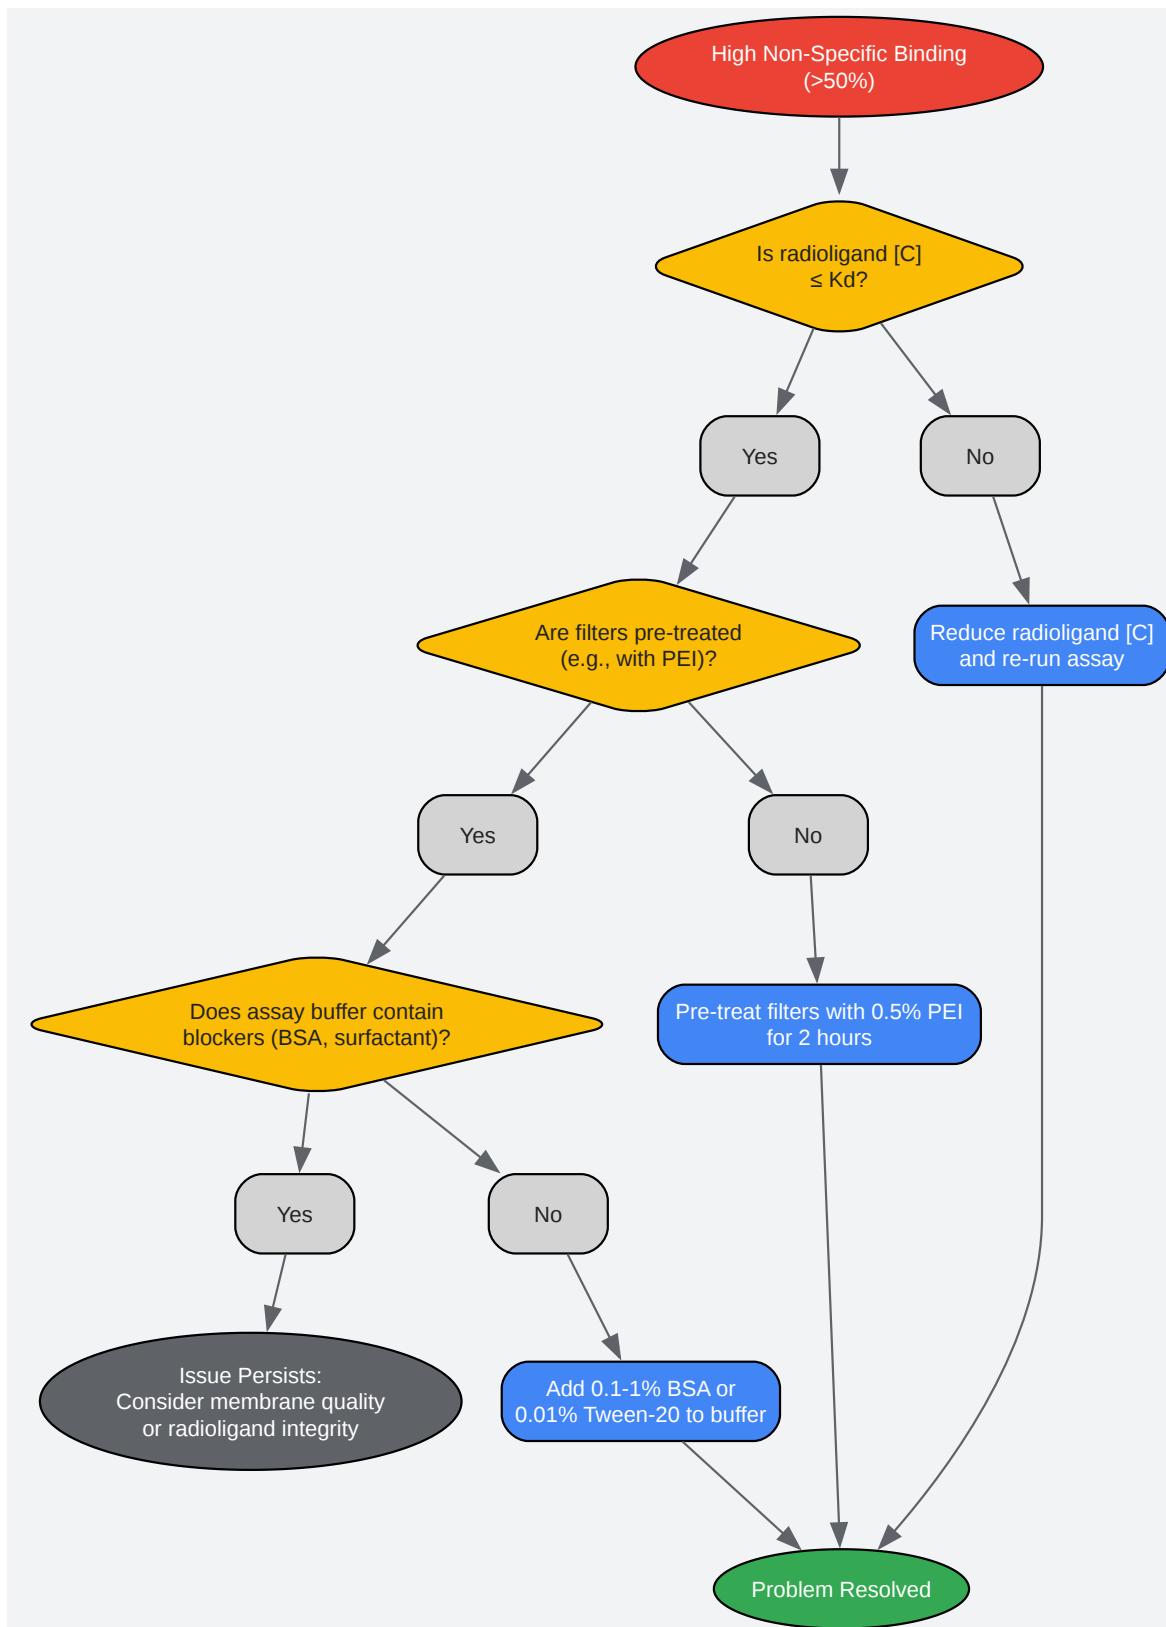 High Non-Specific Binding
(>50%)
Is radioligand [C]
≤ Kd?
Yes
No
Are filters pre-treated
(e.g., with PEI)?
Reduce radioligand [C]
and re-run assay
Yes
No
Does assay buffer contain
blockers (BSA, surfactant)?
Pre-treat filters with 0.5% PEI
for 2 hours
Yes
No
Issue Persists:
Consider membrane quality
or radioligand integrity
Add 0.1-1% BSA or
0.01% Tween-20 to buffer
Problem Resolved